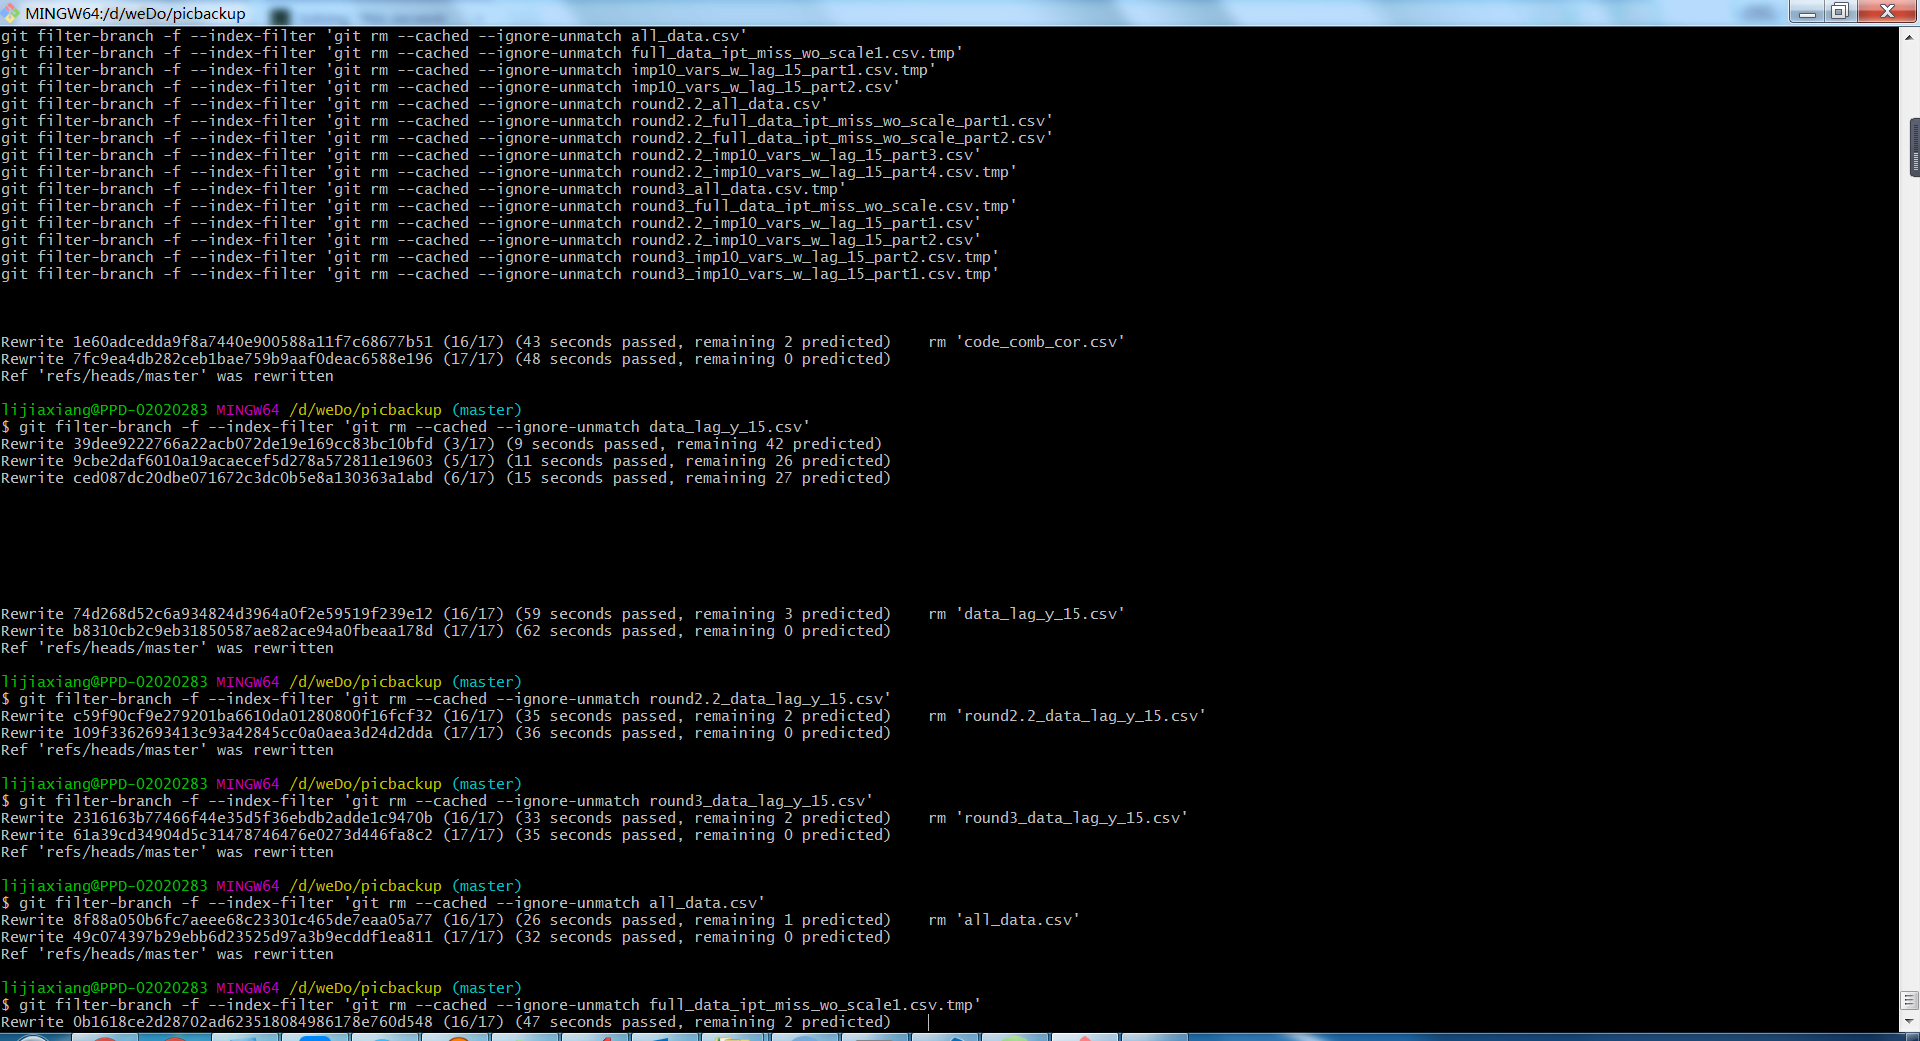 MINGW64:/d/weDo/picbackup
git filter-branch -f --index-filter 'git rm --cached --ignore-unmatch all_data.csv'
git filter-branch -f --index-filter 'git rm --cached --ignore-unmatch full_data_ipt_miss_wo_scale1.csv.tmp'
git filter-branch -f --index-filter 'git rm --cached --ignore-unmatch imp10_vars_w_lag_15_part1.csv.tmp'
git filter-branch -f --index-filter 'git rm --cached --ignore-unmatch imp10_vars_w_lag_15_part2.csv'
git filter-branch -f --index-filter 'git rm --cached --ignore-unmatch round2.2_all_data.csv'
git filter-branch -f --index-filter 'git rm --cached --ignore-unmatch round2.2_full_data_ipt_miss_wo_scale_part1.csv'
git filter-branch -f --index-filter 'git rm --cached --ignore-unmatch round2.2_full_data_ipt_miss_wo_scale_part2.csv'
git filter-branch -f --index-filter 'git rm --cached --ignore-unmatch round2.2_imp10_vars_w_lag_15_part3.csv'
git filter-branch -f --index-filter 'git rm --cached --ignore-unmatch round2.2_imp10_vars_w_lag_15_part4.csv.tmp'
git filter-branch -f --index-filter 'git rm --cached --ignore-unmatch round3_all_data.csv.tmp'
git filter-branch -f --index-filter 'git rm --cached --ignore-unmatch round3_full_data_ipt_miss_wo_scale.csv.tmp'
git filter-branch -f --index-filter 'git rm --cached --ignore-unmatch round2.2_imp10_vars_w_lag_15_part1.csv'
git filter-branch -f --index-filter 'git rm --cached --ignore-unmatch round2.2_imp10_vars_w_lag_15_part2.csv'
git filter-branch -f --index-filter 'git rm --cached --ignore-unmatch round3_imp10_vars_w_lag_15_part2.csv.tmp'
git filter-branch -f --index-filter 'git rm --cached --ignore-unmatch round3_imp10_vars_w_lag_15_part1.csv.tmp'
Rewrite 1e60adcedda9f8a7440e900588a11f7c68677b51 (16/17) (43 seconds passed, remaining 2 predicted)    rm 'code_comb_cor.csv'
Rewrite 7fc9ea4db282ceb1bae759b9aaf0deac6588e196 (17/17) (48 seconds passed, remaining 0 predicted)
Ref 'refs/heads/master' was rewritten
lijiaxiang@PPD-02020283 MINGW64 /d/weDo/picbackup (master)
$ git filter-branch -f --index-filter 'git rm --cached --ignore-unmatch data_lag_y_15.csv'
Rewrite 39dee9222766a22acb072de19e169cc83bc10bfd (3/17) (9 seconds passed, remaining 42 predicted)
Rewrite 9cbe2daf6010a19acaecef5d278a572811e19603 (5/17) (11 seconds passed, remaining 26 predicted)
Rewrite ced087dc20dbe071672c3dc0b5e8a130363a1abd (6/17) (15 seconds passed, remaining 27 predicted)
Rewrite 74d268d52c6a934824d3964a0f2e59519f239e12 (16/17) (59 seconds passed, remaining 3 predicted)    rm 'data_lag_y_15.csv'
Rewrite b8310cb2c9eb31850587ae82ace94a0fbeaa178d (17/17) (62 seconds passed, remaining 0 predicted)
Ref 'refs/heads/master' was rewritten
lijiaxiang@PPD-02020283 MINGW64 /d/weDo/picbackup (master)
$ git filter-branch -f --index-filter 'git rm --cached --ignore-unmatch round2.2_data_lag_y_15.csv'
Rewrite c59f90cf9e279201ba6610da01280800f16fcf32 (16/17) (35 seconds passed, remaining 2 predicted)    rm 'round2.2_data_lag_y_15.csv'
Rewrite 109f3362693413c93a42845cc0a0aea3d24d2dda (17/17) (36 seconds passed, remaining 0 predicted)
Ref 'refs/heads/master' was rewritten
lijiaxiang@PPD-02020283 MINGW64 /d/weDo/picbackup (master)
$ git filter-branch -f --index-filter 'git rm --cached --ignore-unmatch round3_data_lag_y_15.csv'
Rewrite 2316163b77466f44e35d5f36ebdb2adde1c9470b (16/17) (33 seconds passed, remaining 2 predicted)    rm 'round3_data_lag_y_15.csv'
Rewrite 61a39cd34904d5c31478746476e0273d446fa8c2 (17/17) (35 seconds passed, remaining 0 predicted)
Ref 'refs/heads/master' was rewritten
lijiaxiang@PPD-02020283 MINGW64 /d/weDo/picbackup (master)
$ git filter-branch -f --index-filter 'git rm --cached --ignore-unmatch all_data.csv'
Rewrite 8f88a050b6fc7aeee68c23301c465de7eaa05a77 (16/17) (26 seconds passed, remaining 1 predicted)    rm 'all_data.csv'
Rewrite 49c074397b29ebb6d23525d97a3b9ecddf1ea811 (17/17) (32 seconds passed, remaining 0 predicted)
Ref 'refs/heads/master' was rewritten
lijiaxiang@PPD-02020283 MINGW64 /d/weDo/picbackup (master)
$ git filter-branch -f --index-filter 'git rm --cached --ignore-unmatch full_data_ipt_miss_wo_scale1.csv.tmp'
Rewrite 0b1618ce2d28702ad623518084986178e760d548 (16/17) (47 seconds passed, remaining 2 predicted)